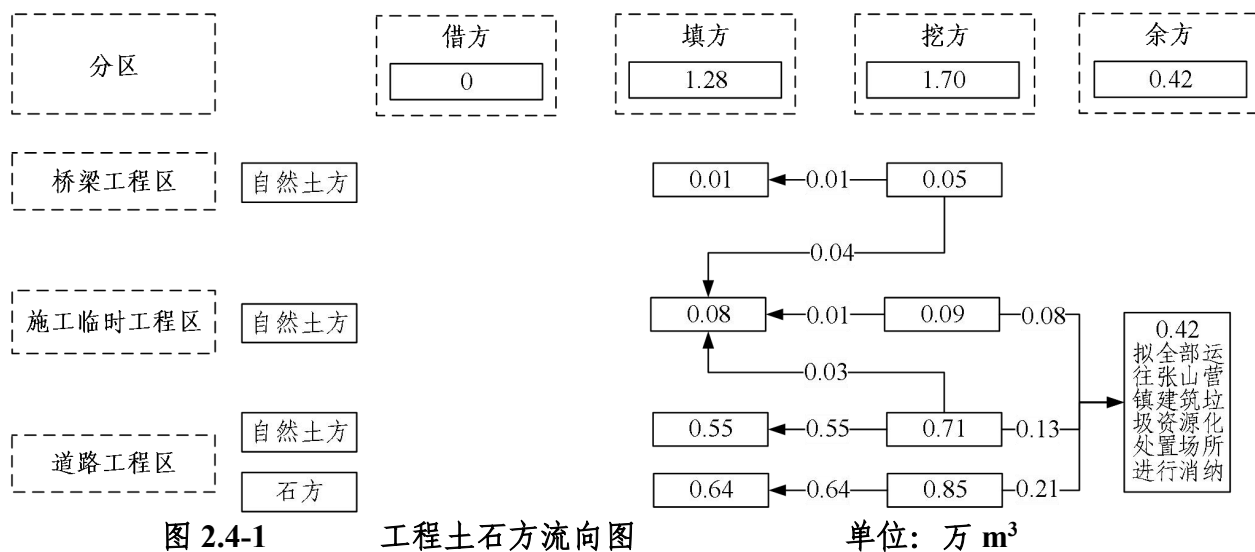 分区
借方
填方
挖方
余方
0
1.28
1.70
0.42
桥梁工程区
自然土方
0.01
0.01
0.05
0.04
施工临时工程区
自然土方
0.08
0.01
0.09
0.08
0.03
0.42
拟全部运
往张山营
镇建筑垃
圾资源化
处置场所
进行消纳
道路工程区
自然土方
0.55
0.55
0.71
0.13
石方
0.64
0.64
0.85
0.21
图 2.4-1 工程土石方流向图 单位：万 m³